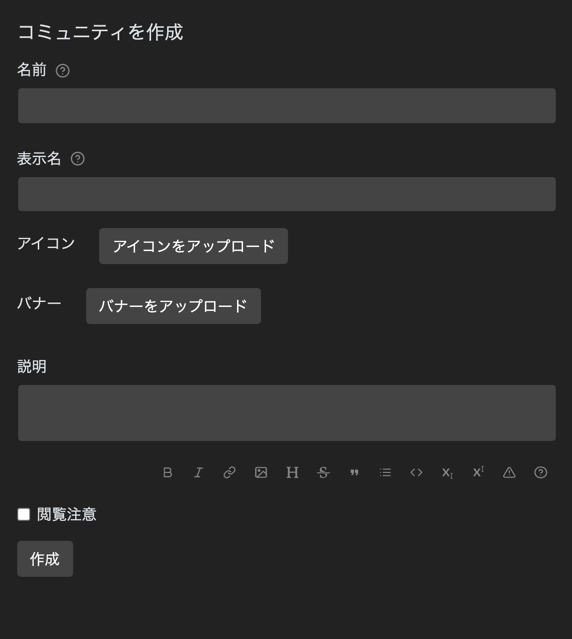 コミュニティを作成
名前
表示名
アイコン アイコンをアップロード
バナー バナーをアップロード
説明
閲覧注意
作成